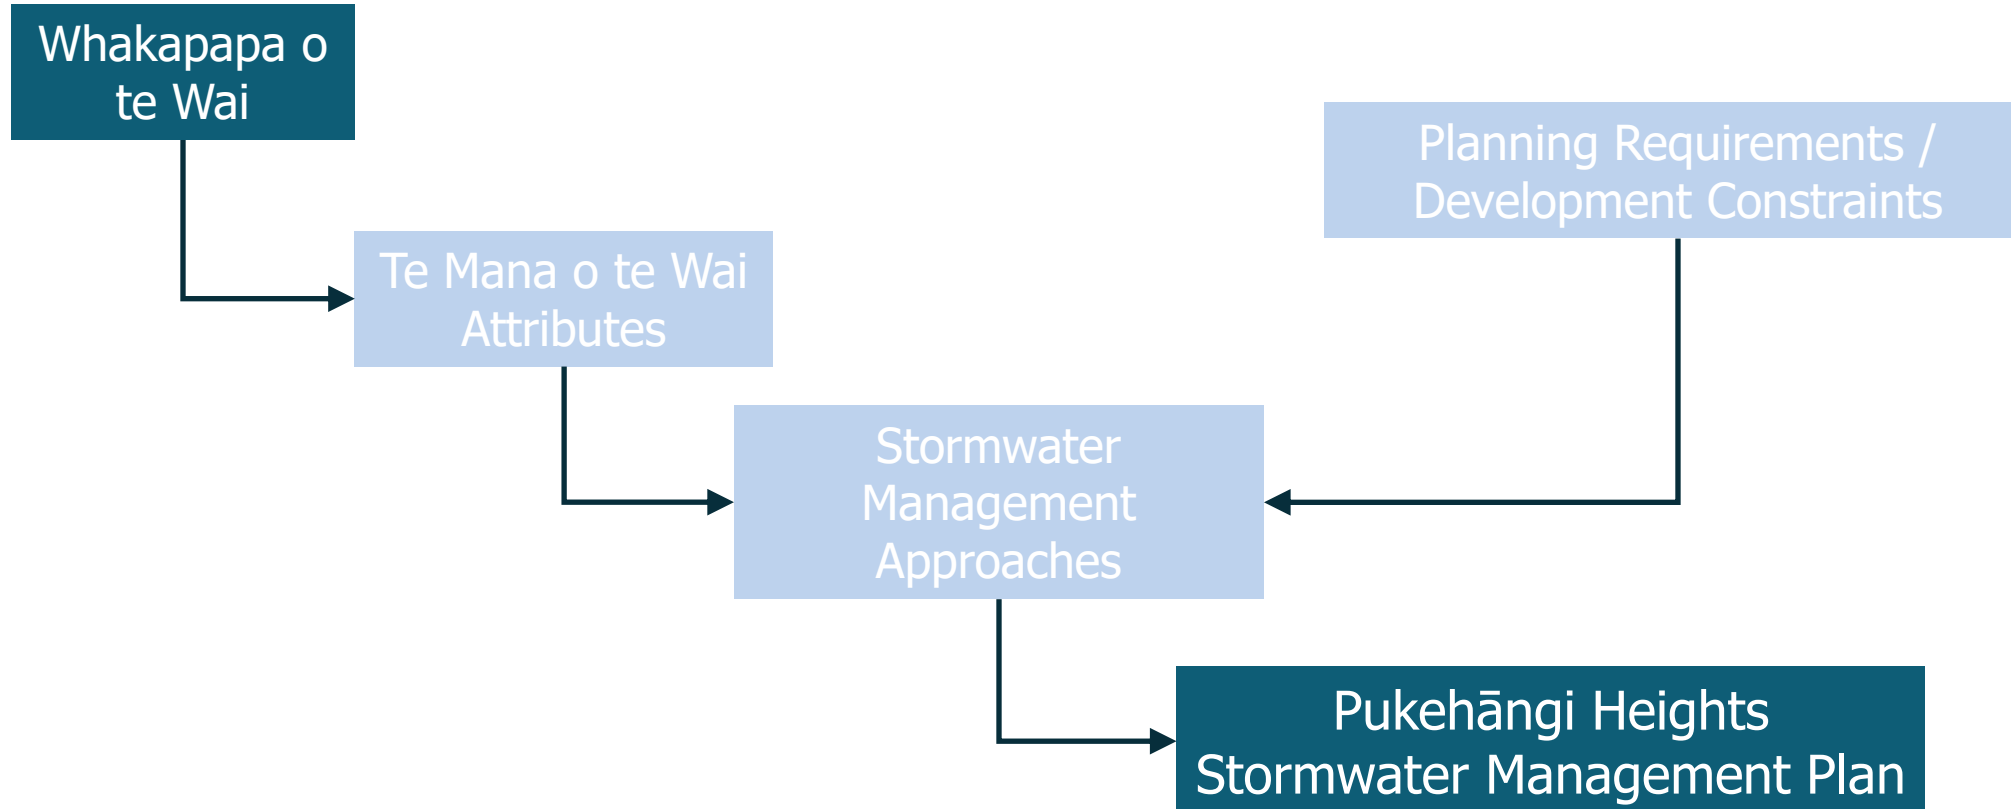 Whakapapa o
te Wai
Planning Requirements /
Development Constraints
Te Mana o te Wai
Attributes
Stormwater
Management
Approaches
Pukehāngi Heights
Stormwater Management Plan